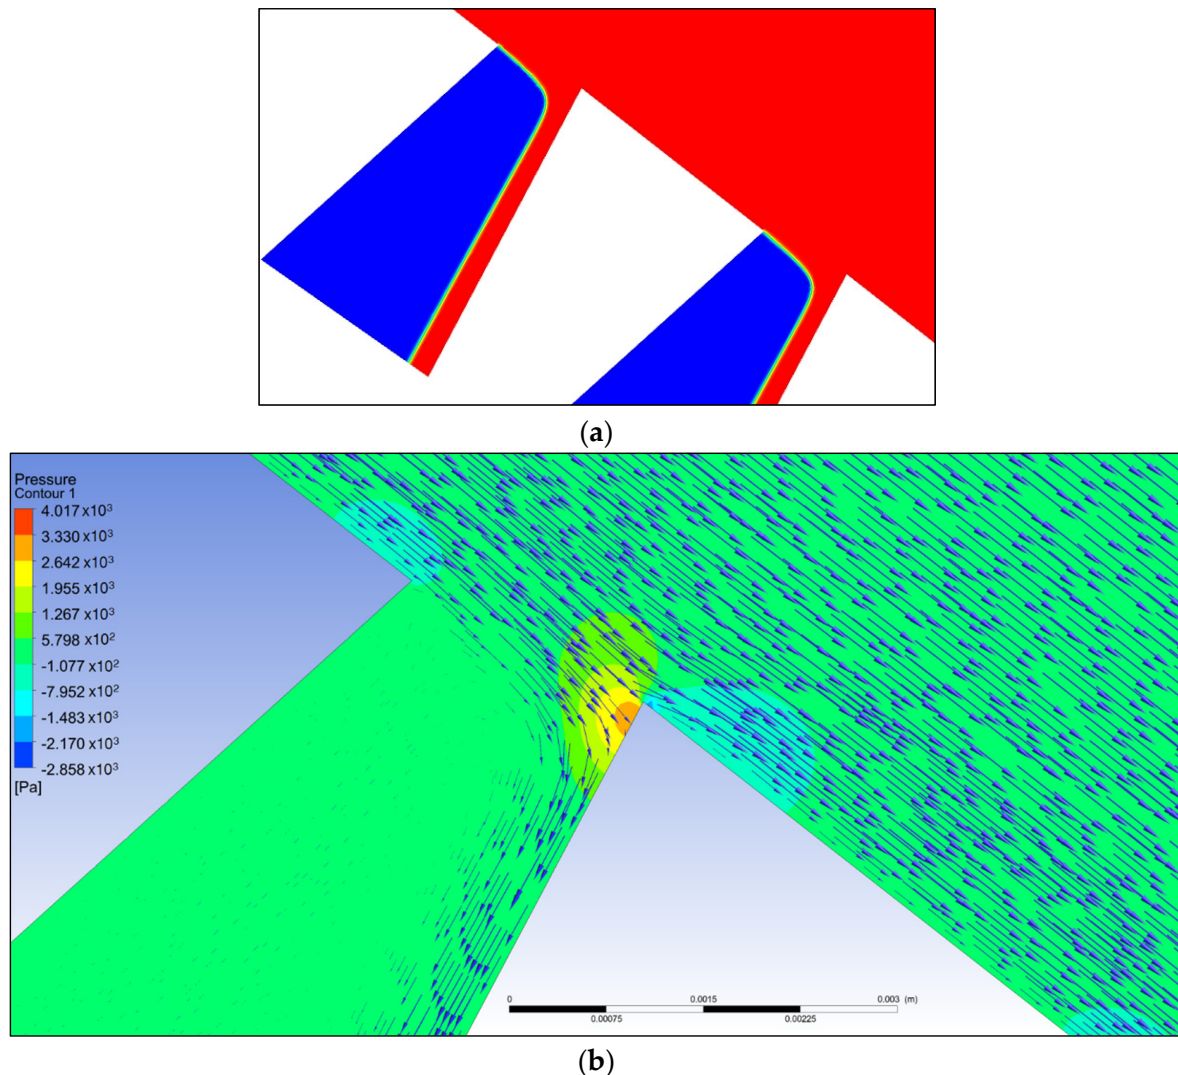 (a)
Pressure
Contour 1
4.017 x10³
3.330 x10³
2.642 x10³
1.955 x10³
1.267 x10³
5.798 x10²
-1.077 x10²
-7.952 x10²
-1.483 x10³
-2.170 x10³
-2.858 x10³
[Pa]
0 0.0015 0.003 (m)
0.00075 0.00225
(b)